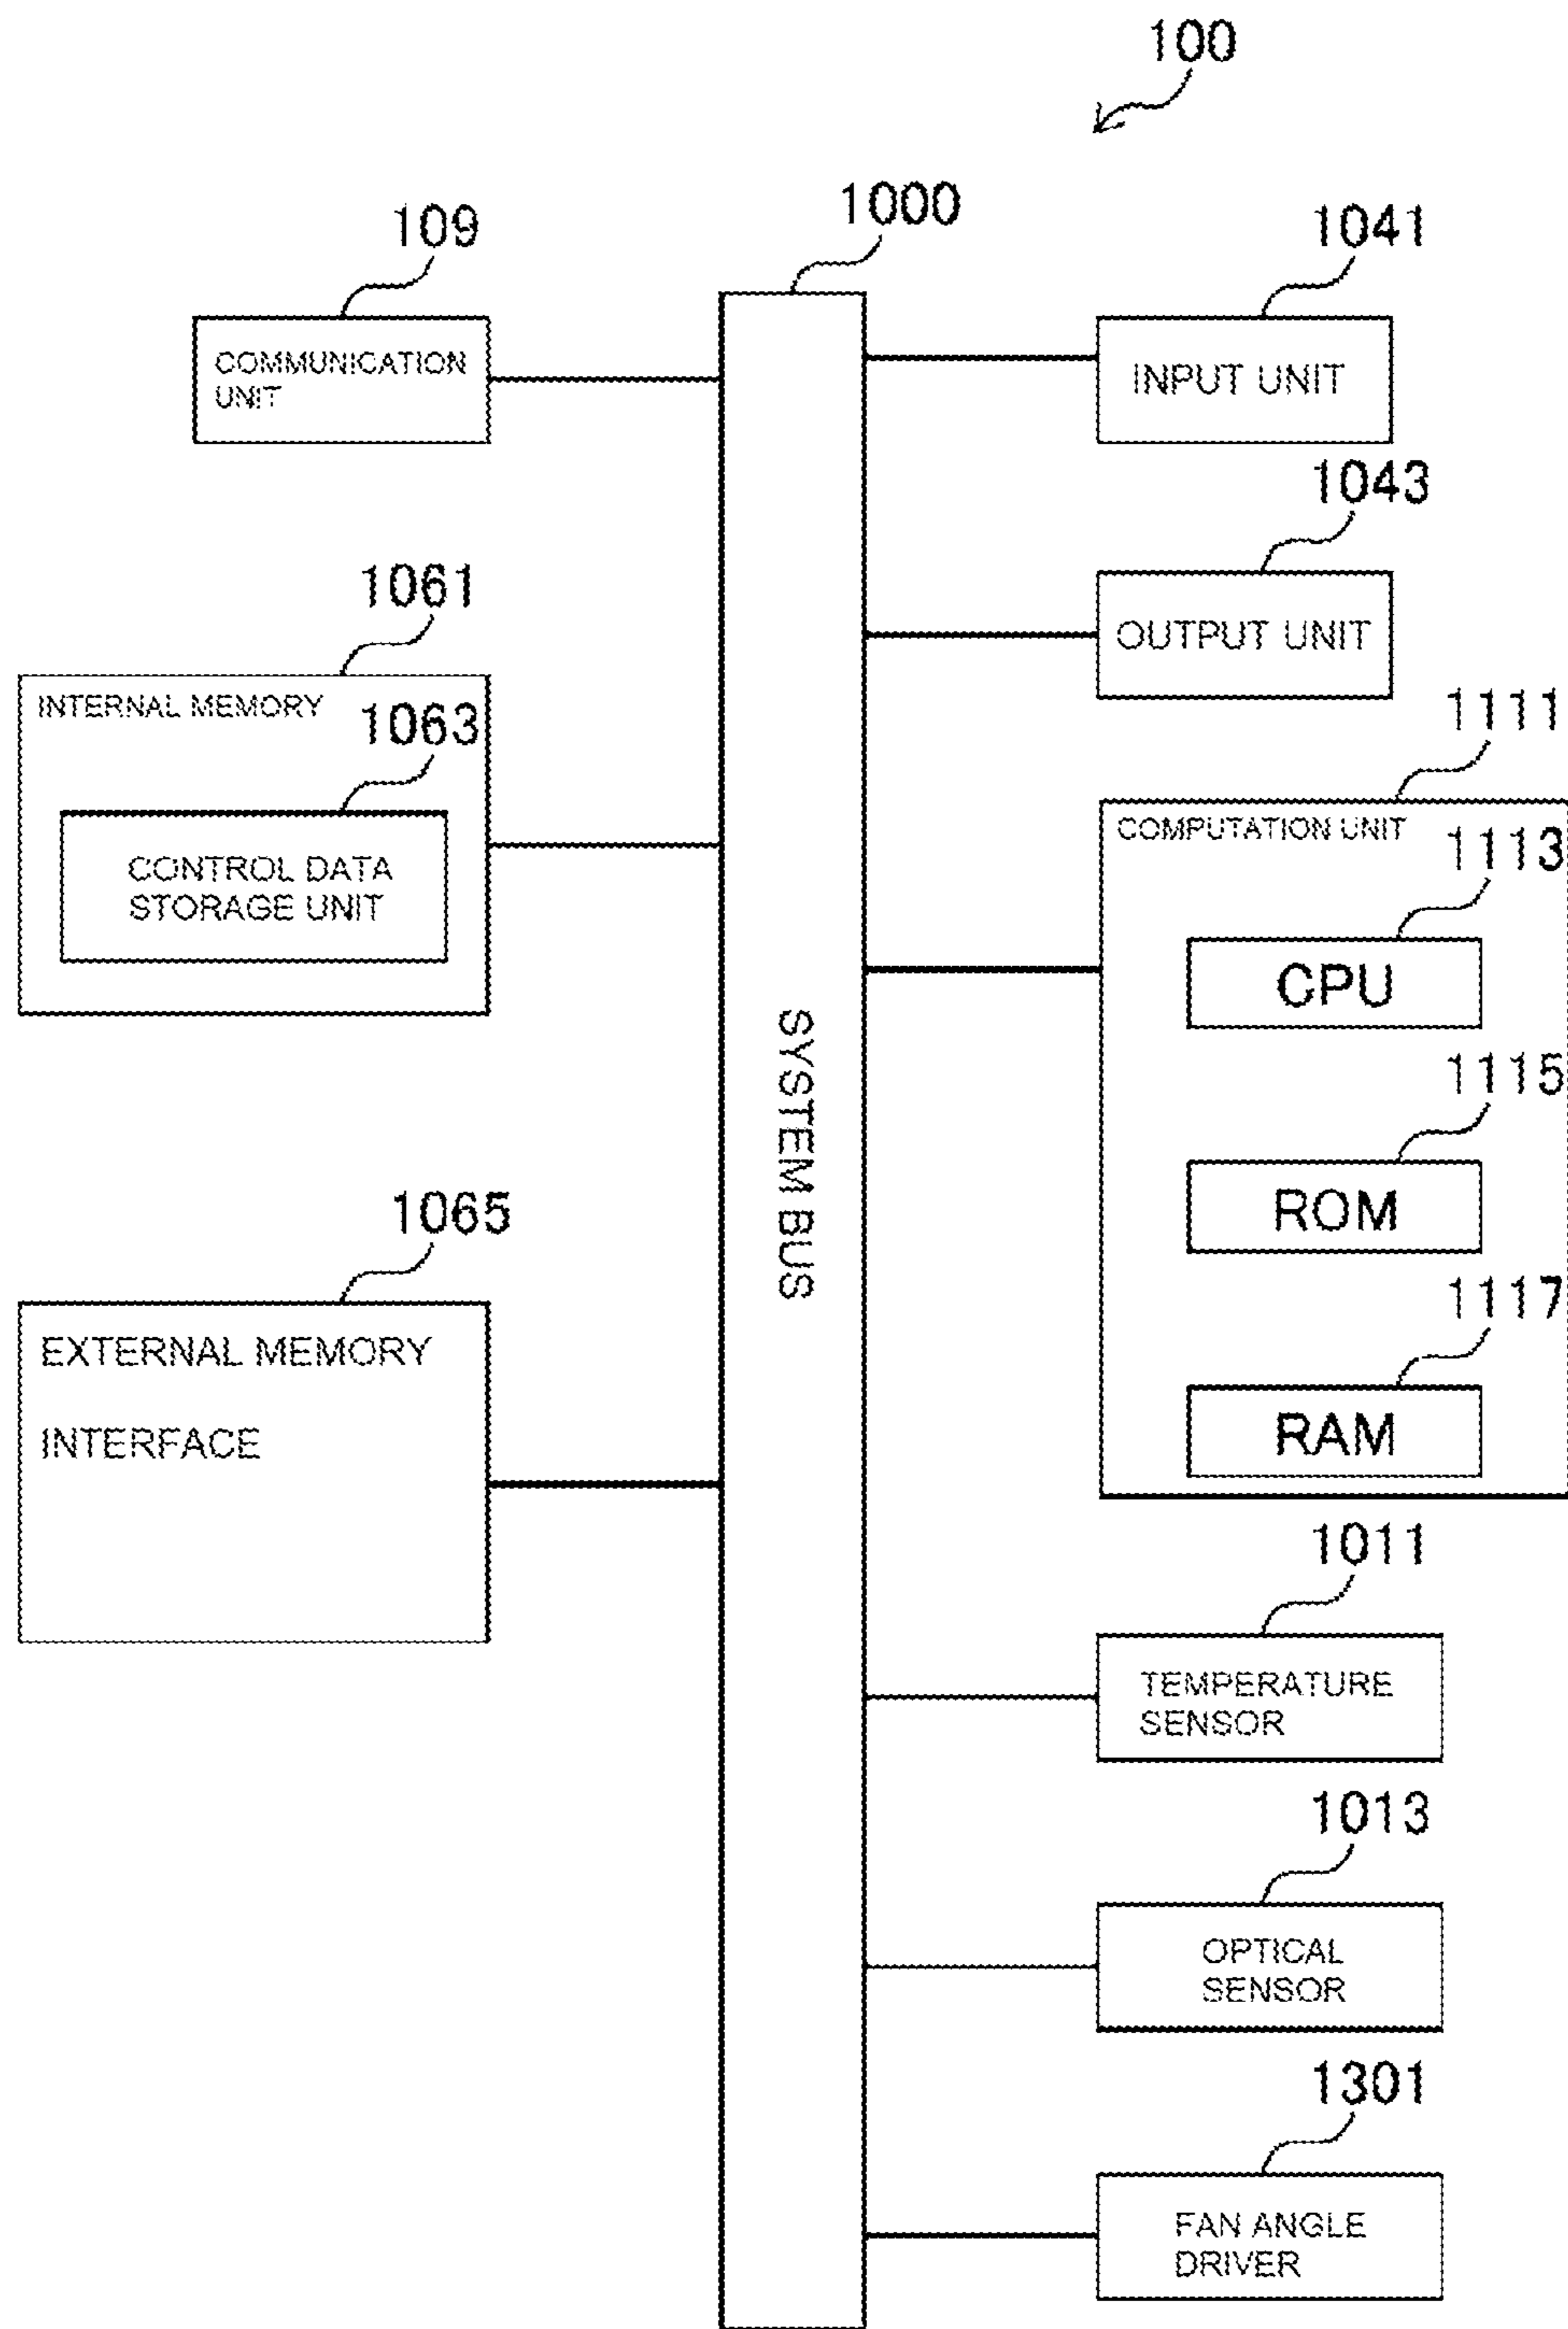 100
1000
109
COMMUNICATION
UNIT
1061
INTERNAL MEMORY
1063
CONTROL DATA
STORAGE UNIT
1065
EXTERNAL MEMORY
INTERFACE
SYSTEM BUS
1041
INPUT UNIT
1043
OUTPUT UNIT
1111
COMPUTATION UNIT
1113
CPU
1115
ROM
1117
RAM
1011
TEMPERATURE
SENSOR
1013
OPTICAL
SENSOR
1301
FAN ANGLE
DRIVER